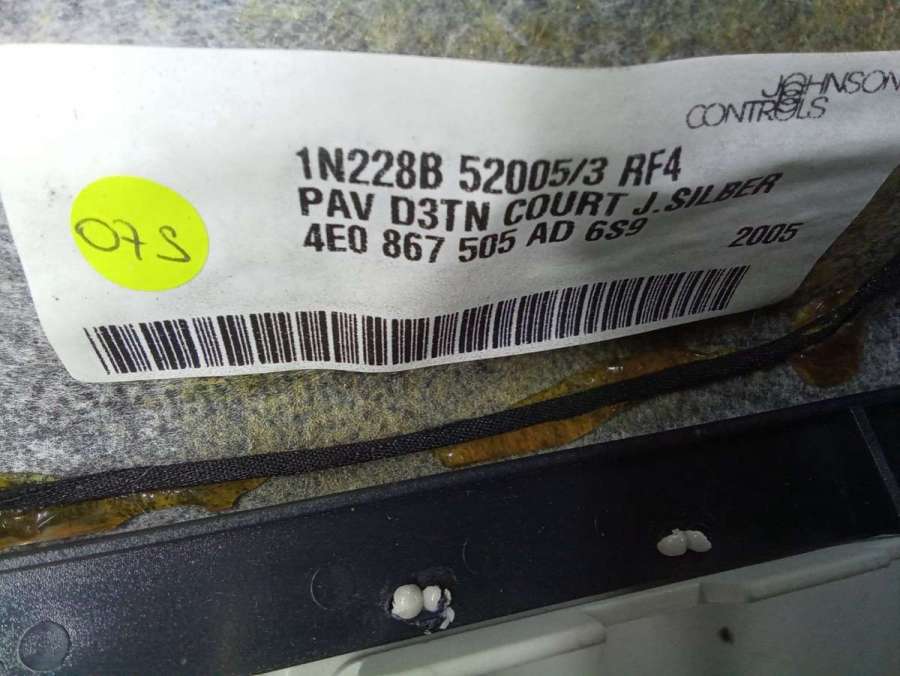 JOHNSON
CONTROLS
1N228B 52005/3 RF4
PAV D3TN COURT J.SILBER
4E0 867 505 AD 6S9 2005
07S